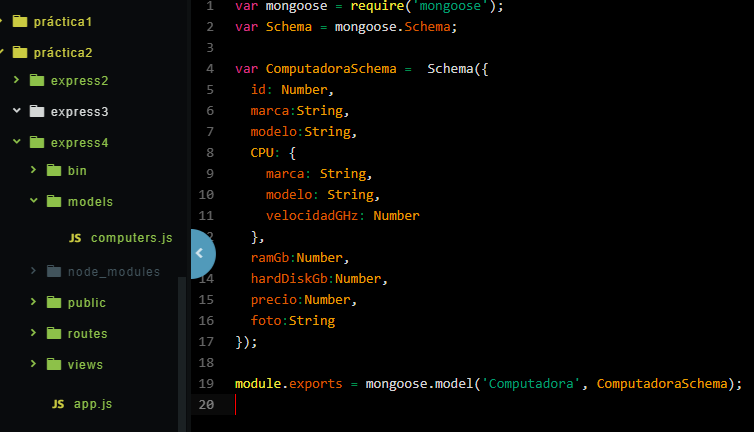 práctica1
práctica2
express2
express3
express4
bin
models
JS computers.js
node_modules
public
routes
views
JS app.js
1 var mongoose = require('mongoose');
2 var Schema = mongoose.Schema;
3
4 var ComputadoraSchema =  Schema({
5   id: Number,
6   marca:String,
7   modelo:String,
8   CPU: {
9     marca: String,
10     modelo: String,
11     velocidadGHz: Number
2   },
ramGb:Number,
14   hardDiskGb:Number,
15   precio:Number,
16   foto:String
17 });
18
19 module.exports = mongoose.model('Computadora', ComputadoraSchema);
20